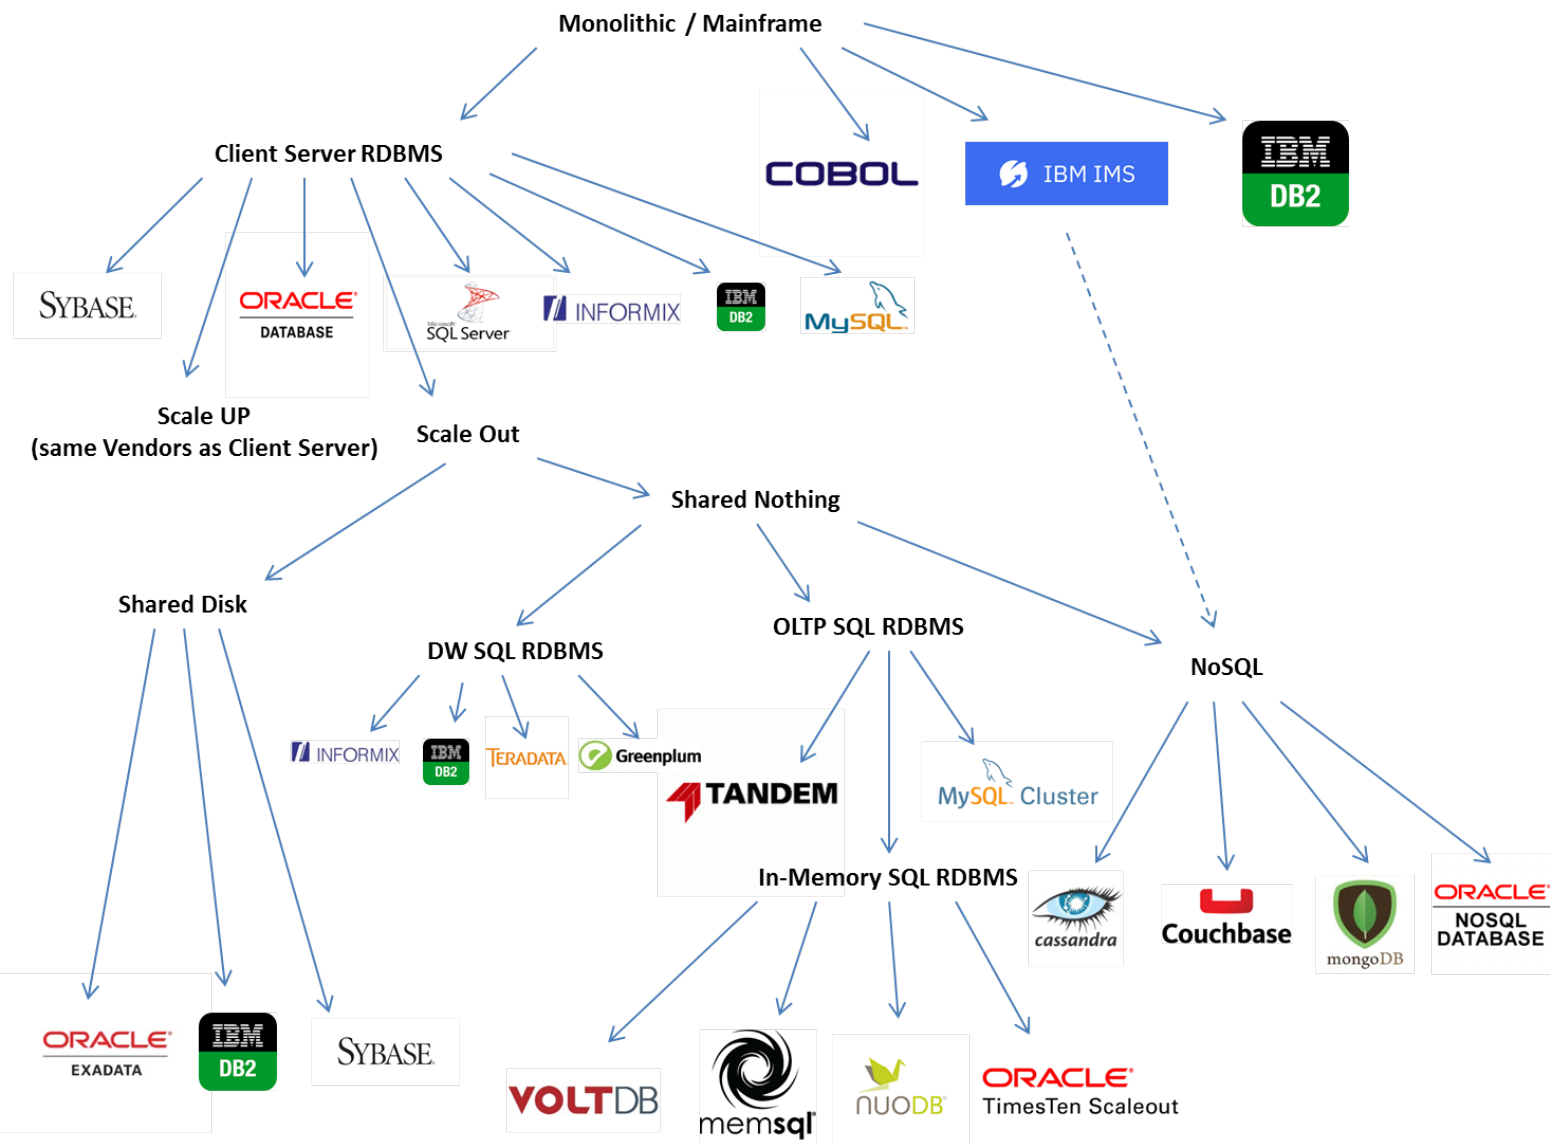 Monolithic / Mainframe
Client Server RDBMS
COBOL
IBM IMS
IBM
DB2
SYBASE
ORACLE
DATABASE
Microsoft
SQL Server
INFORMIX
IBM
DB2
MySQL
Scale UP
(same Vendors as Client Server)
Scale Out
Shared Nothing
Shared Disk
DW SQL RDBMS
OLTP SQL RDBMS
NoSQL
INFORMIX
IBM
DB2
TERADATA
Greenplum
TANDEM
MySQL Cluster
In-Memory SQL RDBMS
cassandra
Couchbase
mongoDB
ORACLE
NOSQL
DATABASE
ORACLE
EXADATA
IBM
DB2
SYBASE
VOLTDB
memsql
NUODB
ORACLE
TimesTen Scaleout